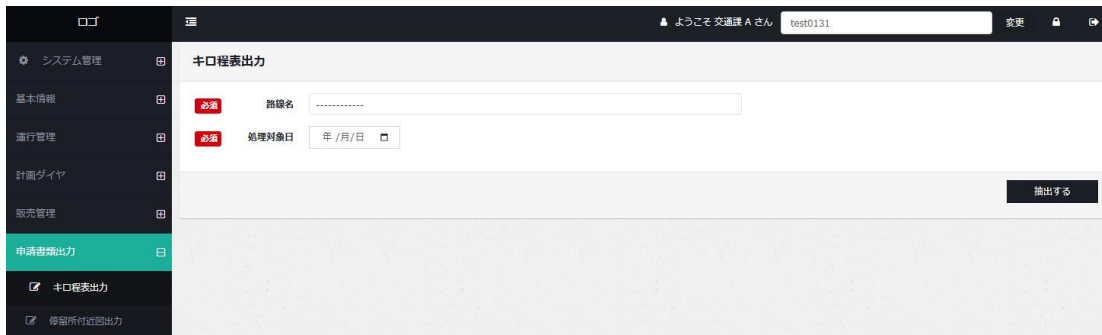 ロゴ
ようこそ 交通課 A さん test0131 変更
システム管理
基本情報
運行管理
計画ダイヤ
販売管理
申請書類出力
キロ程表出力
停留所付近図出力
キロ程表出力
必須 路線名 ------------
必須 処理対象日 年 /月/日
抽出する